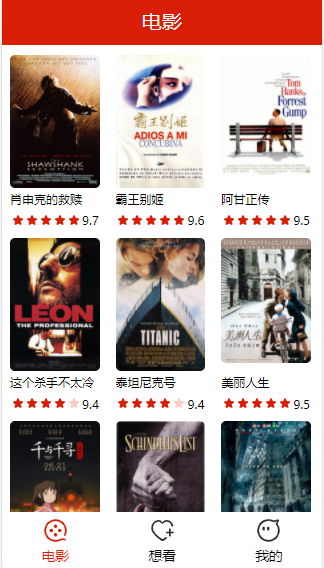 电影
THE SHAWSHANK REDEMPTION
霸王别姬
ADIOS A MI
CONCUBINA
Tom Hanks is Forrest Gump
肖申克的救赎
霸王别姬
阿甘正传
9.7
9.6
9.5
LEON
THE PROFESSIONAL
TITANIC
美丽人生
这个杀手不太冷
泰坦尼克号
美丽人生
9.4
9.4
9.5
千与千寻
SCHINDLER'S LIST
电影
想看
我的